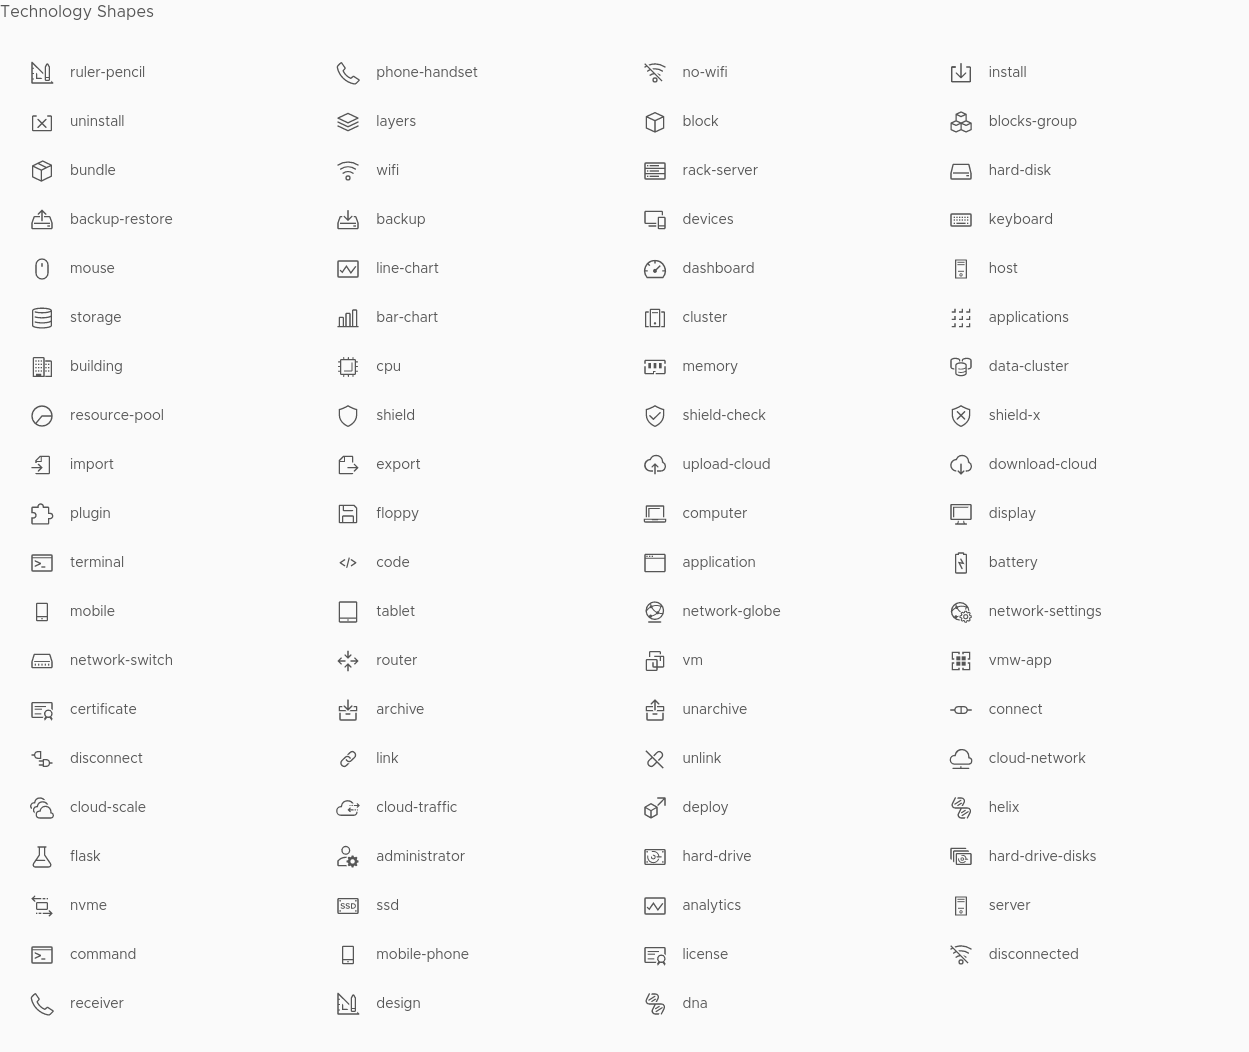 Technology Shapes
ruler-pencil phone-handset no-wifi install
uninstall layers block blocks-group
bundle wifi rack-server hard-disk
backup-restore backup devices keyboard
mouse line-chart dashboard host
storage bar-chart cluster applications
building cpu memory data-cluster
resource-pool shield shield-check shield-x
import export upload-cloud download-cloud
plugin floppy computer display
terminal </> code application battery
mobile tablet network-globe network-settings
network-switch router vm vmw-app
certificate archive unarchive connect
disconnect link unlink cloud-network
cloud-scale cloud-traffic deploy helix
flask administrator hard-drive hard-drive-disks
nvme SSD ssd analytics server
command mobile-phone license disconnected
receiver design dna